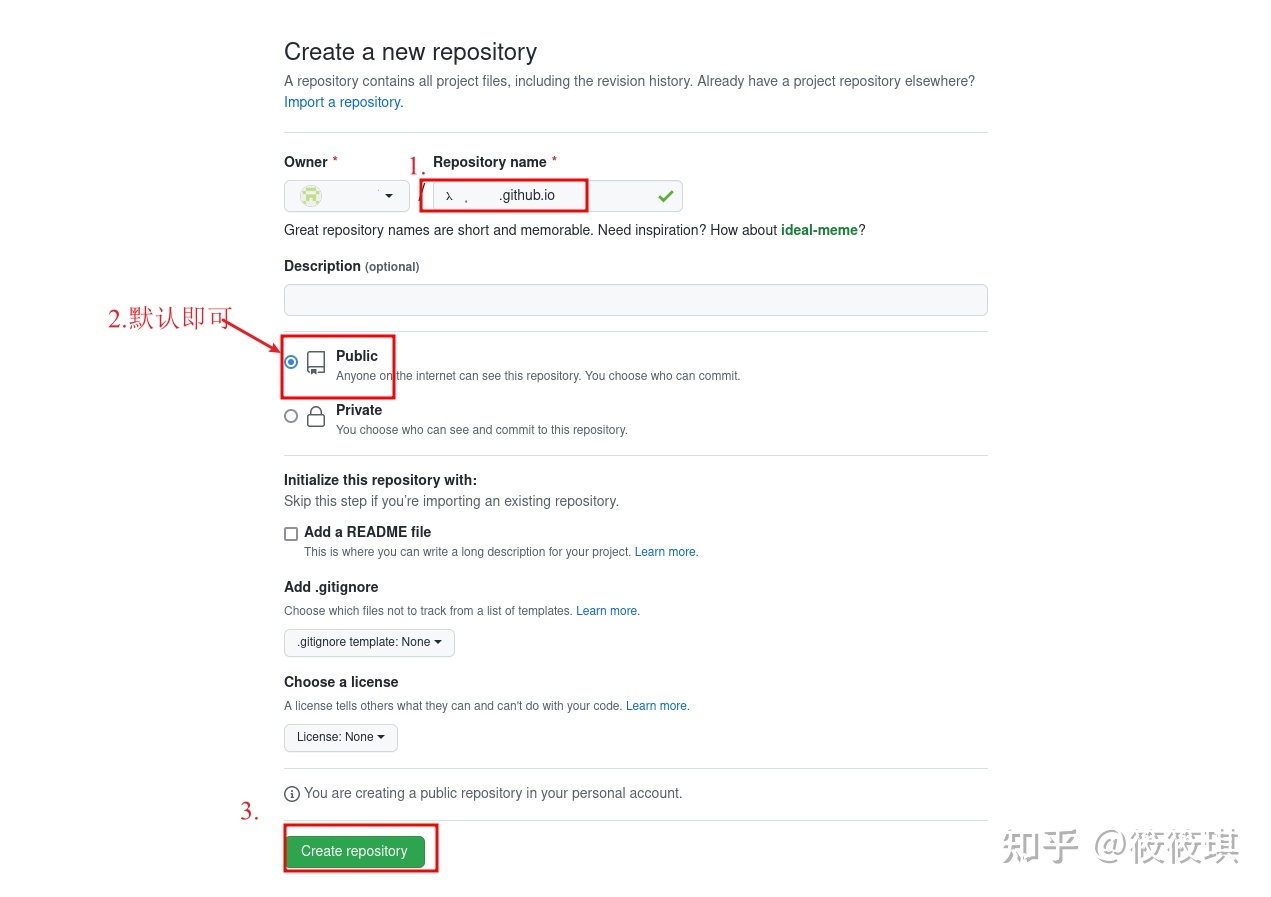 Create a new repository
A repository contains all project files, including the revision history. Already have a project repository elsewhere?
Import a repository.
Owner *
1. Repository name *
/ .github.io
Great repository names are short and memorable. Need inspiration? How about ideal-meme?
Description (optional)
2.默认即可
Public
Anyone on the internet can see this repository. You choose who can commit.
Private
You choose who can see and commit to this repository.
Initialize this repository with:
Skip this step if you're importing an existing repository.
Add a README file
This is where you can write a long description for your project. Learn more.
Add .gitignore
Choose which files not to track from a list of templates. Learn more.
.gitignore template: None
Choose a license
A license tells others what they can and can't do with your code. Learn more.
License: None
You are creating a public repository in your personal account.
3.
Create repository
知乎 @筱筱琪